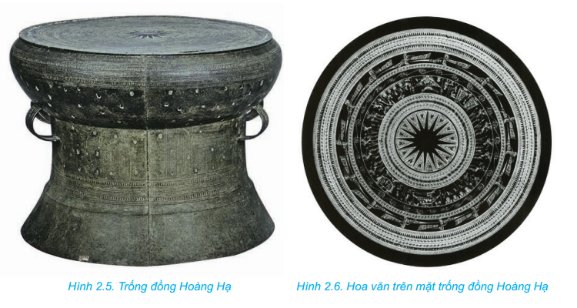 Hình 2.5. Trống đồng Hoàng Hạ
Hình 2.6. Hoa văn trên mặt trống đồng Hoàng Hạ